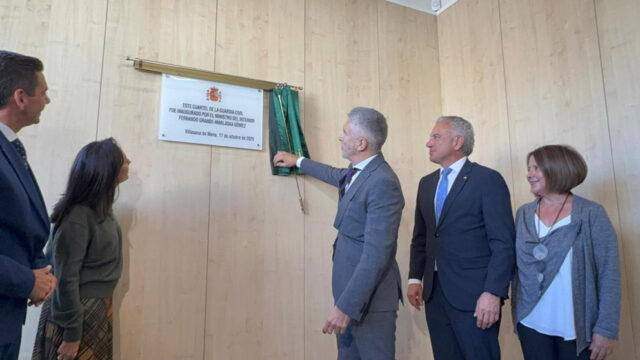 ESTE CUARTEL DE LA GUARDIA CIVIL
FUE INAUGURADO POR EL MINISTRO DEL INTERIOR
FERNANDO GRANDE-MARLASKA GÓMEZ
Villasana de Mena, 17 de octubre de 2025